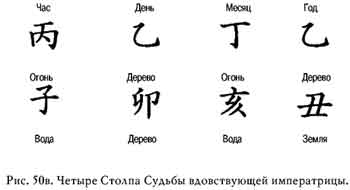 Час День Месяц Год
丙 乙 丁 乙
Огонь Дерево Огонь Дерево
子 卯 亥 丑
Вода Дерево Вода Земля
Рис. 50в. Четыре Столпа Судьбы вдовствующей императрицы.